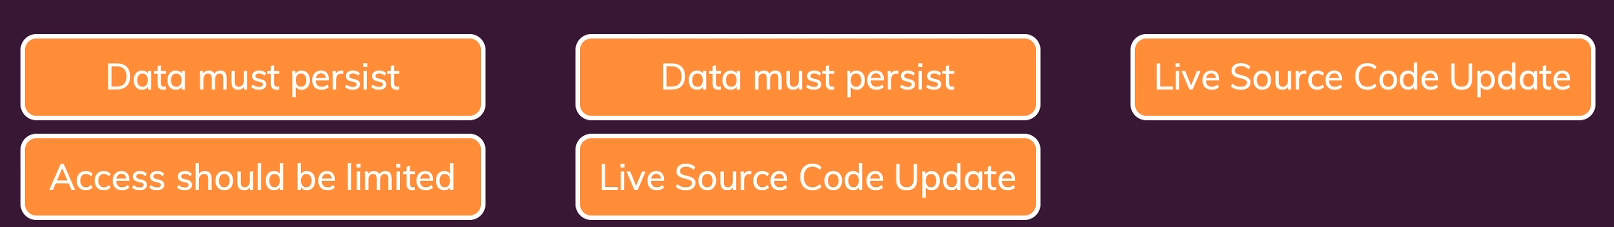 Data must persist
Access should be limited
Data must persist
Live Source Code Update
Live Source Code Update